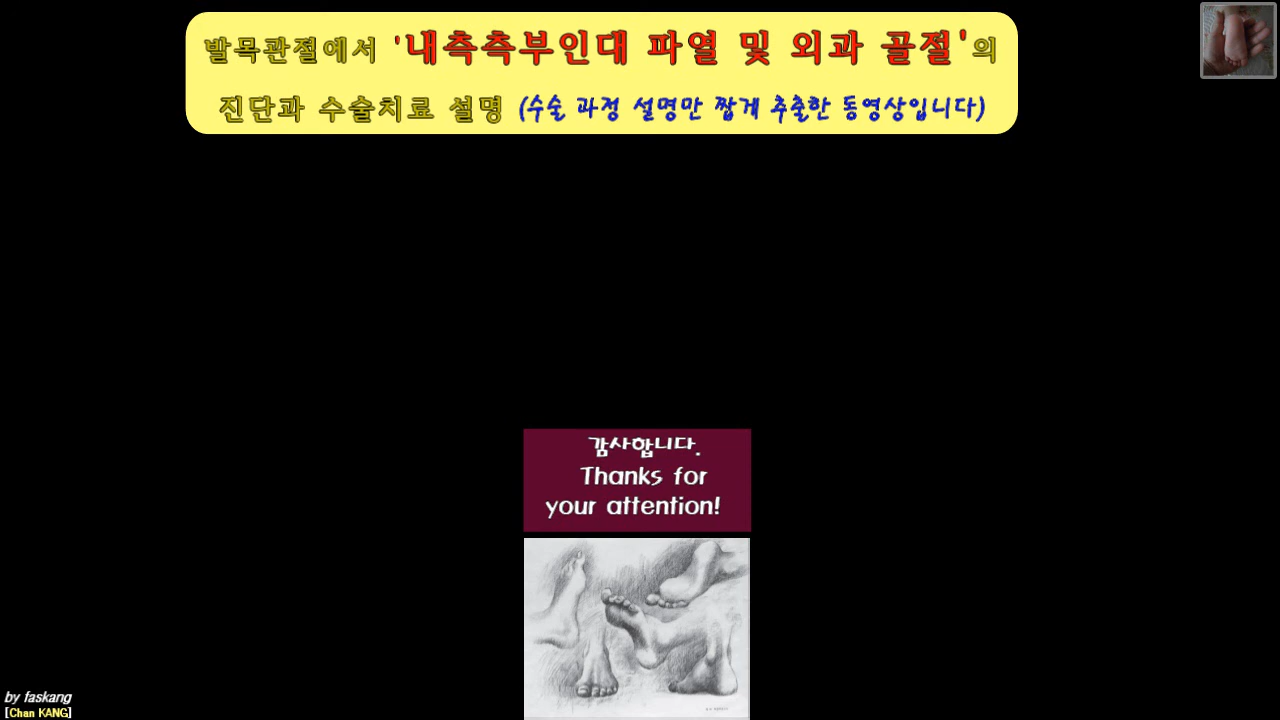 발목관절에서 '내측측부인대 파열 및 외과 골절'의
진단과 수술치료 설명 (수술 과정 설명만 짧게 추출한 동영상입니다)
감사합니다.
Thanks for
your attention!
by faskang
[Chan KANG]